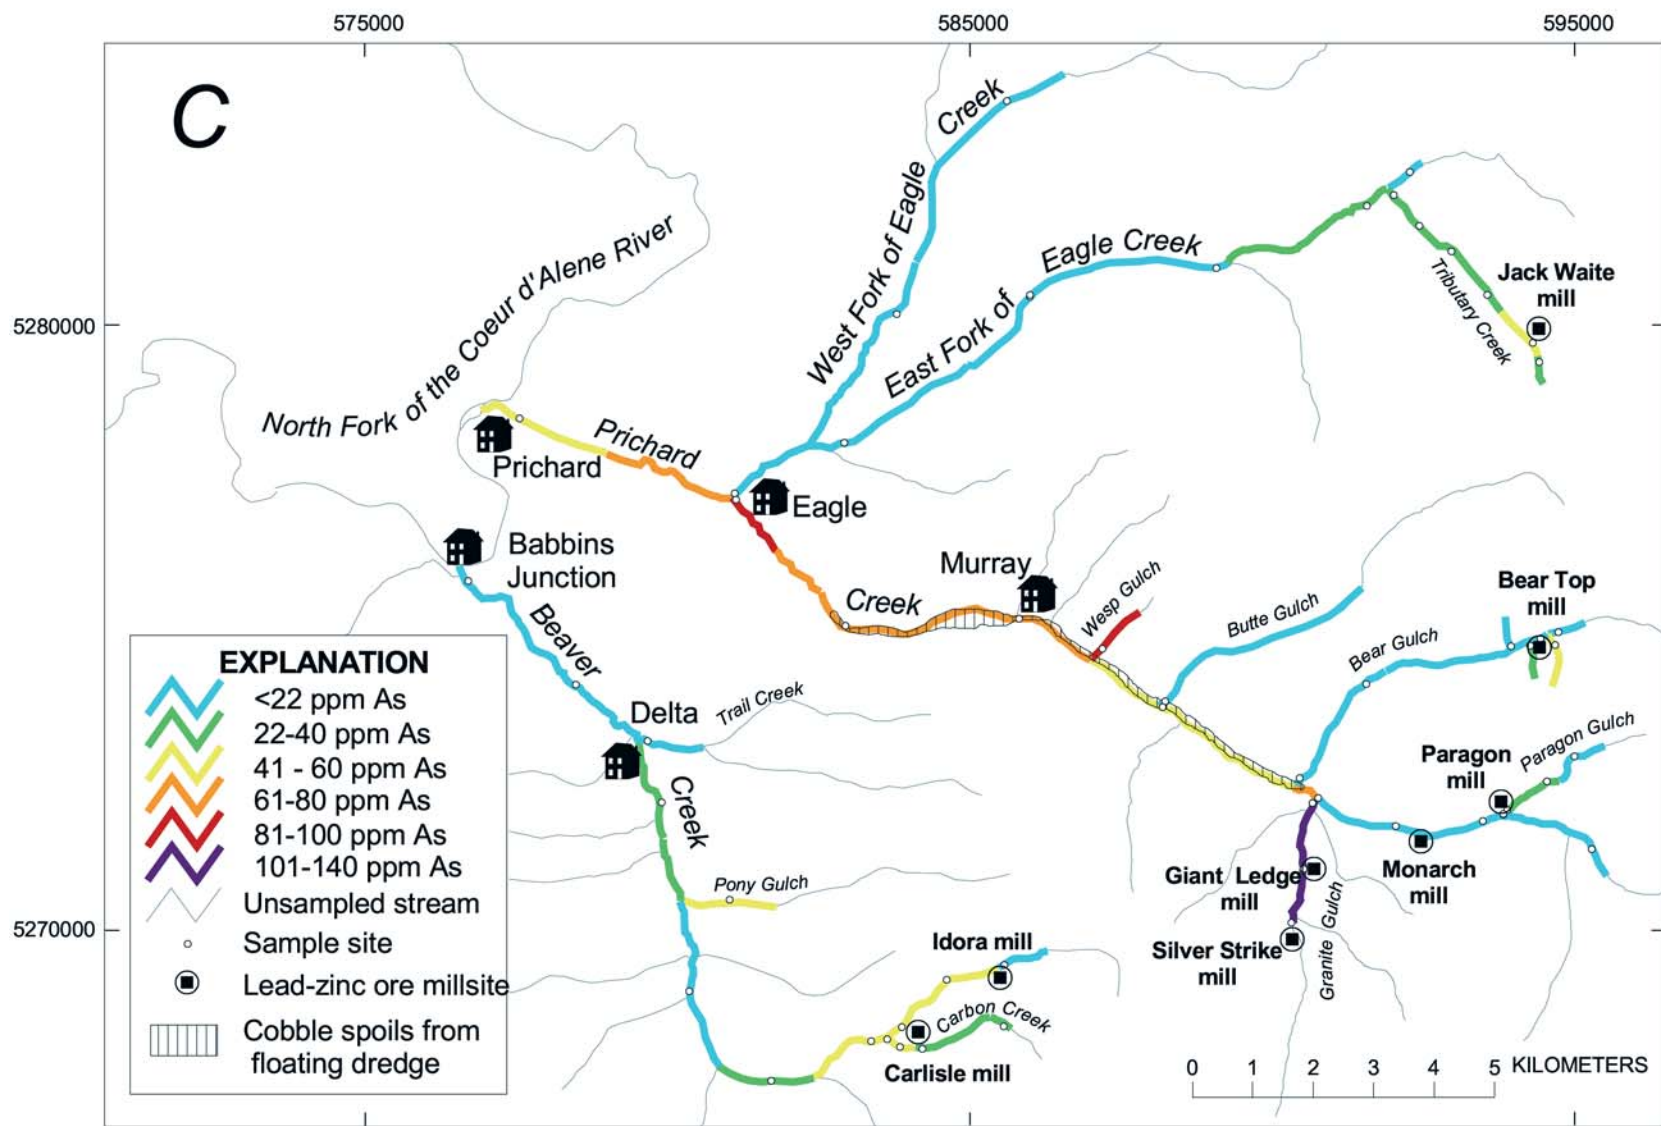 575000
585000
595000
C
5280000
5270000
West Fork of Eagle Creek
East Fork of Eagle Creek
North Fork of the Coeur d'Alene River
Tributary Creek
Jack Waite
mill
Prichard
Prichard
Creek
Eagle
Babbins
Junction
Murray
Wesp Gulch
Butte Gulch
Bear Gulch
Bear Top
mill
Beaver
Creek
Delta
Trail Creek
Pony Gulch
Paragon
mill
Paragon Gulch
Monarch
mill
Giant Ledge
mill
Silver Strike
mill
Granite Gulch
Idora mill
Carbon Creek
Carlisle mill
EXPLANATION
<22 ppm As
22-40 ppm As
41 - 60 ppm As
61-80 ppm As
81-100 ppm As
101-140 ppm As
Unsampled stream
Sample site
Lead-zinc ore millsite
Cobble spoils from
floating dredge
0 1 2 3 4 5 KILOMETERS